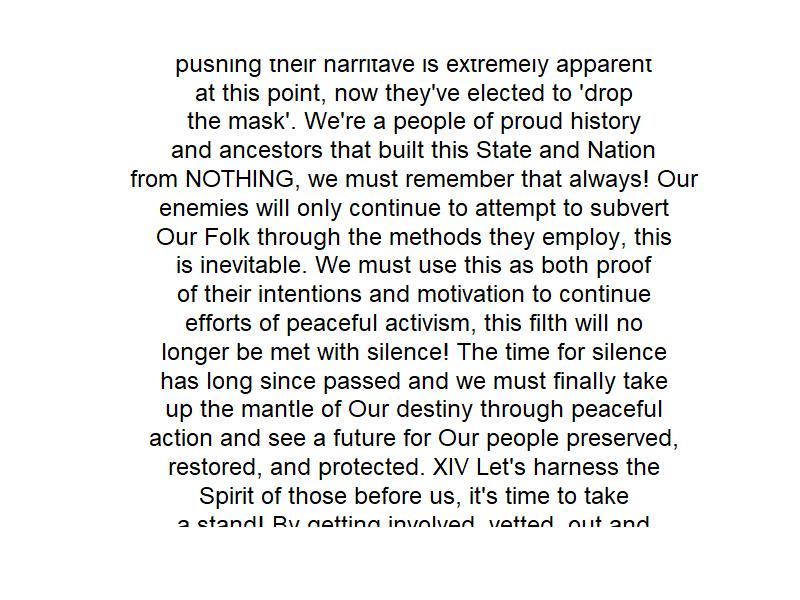 pushing their narritave is extremely apparent
at this point, now they've elected to 'drop
the mask'. We're a people of proud history
and ancestors that built this State and Nation
from NOTHING, we must remember that always! Our
enemies will only continue to attempt to subvert
Our Folk through the methods they employ, this
is inevitable. We must use this as both proof
of their intentions and motivation to continue
efforts of peaceful activism, this filth will no
longer be met with silence! The time for silence
has long since passed and we must finally take
up the mantle of Our destiny through peaceful
action and see a future for Our people preserved,
restored, and protected. XIV Let's harness the
Spirit of those before us, it's time to take
a stand! By getting involved, vetted, out and